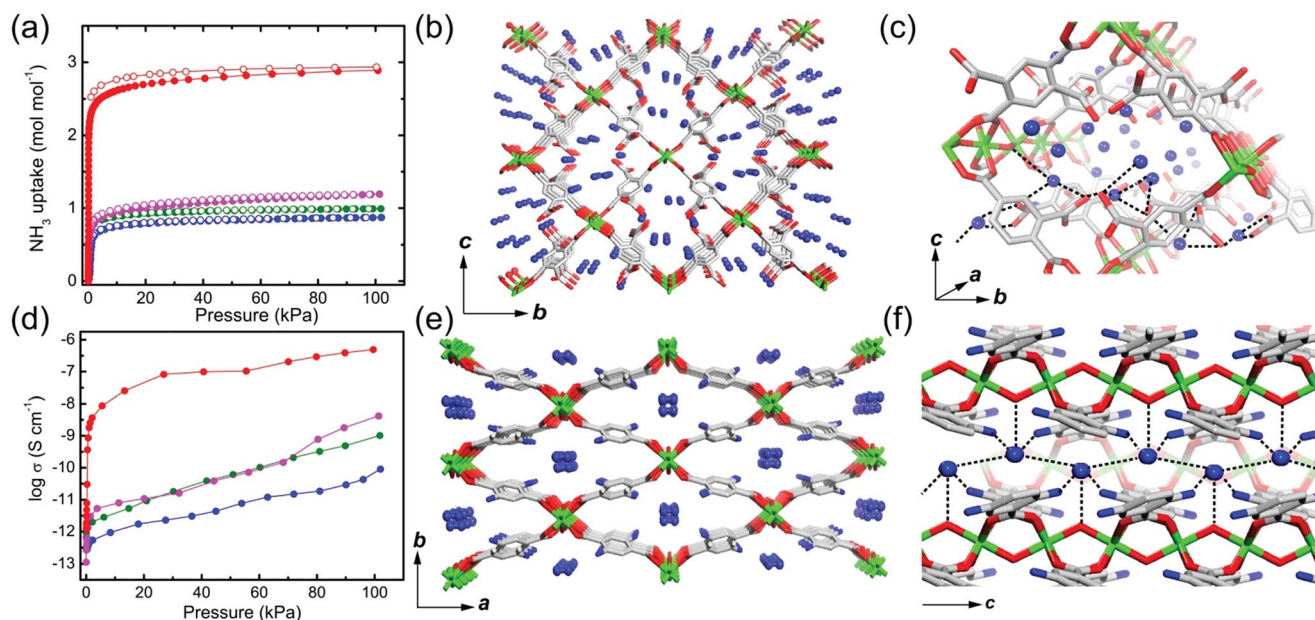 (a)
NH3 uptake (mol mol-1)
3
2
1
0
0 20 40 60 80 100
Pressure (kPa)
(b)
c
b
(c)
c
a
b
(d)
log σ (S cm-1)
-6
-7
-8
-9
-10
-11
-12
-13
0 20 40 60 80 100
Pressure (kPa)
(e)
b
a
(f)
c